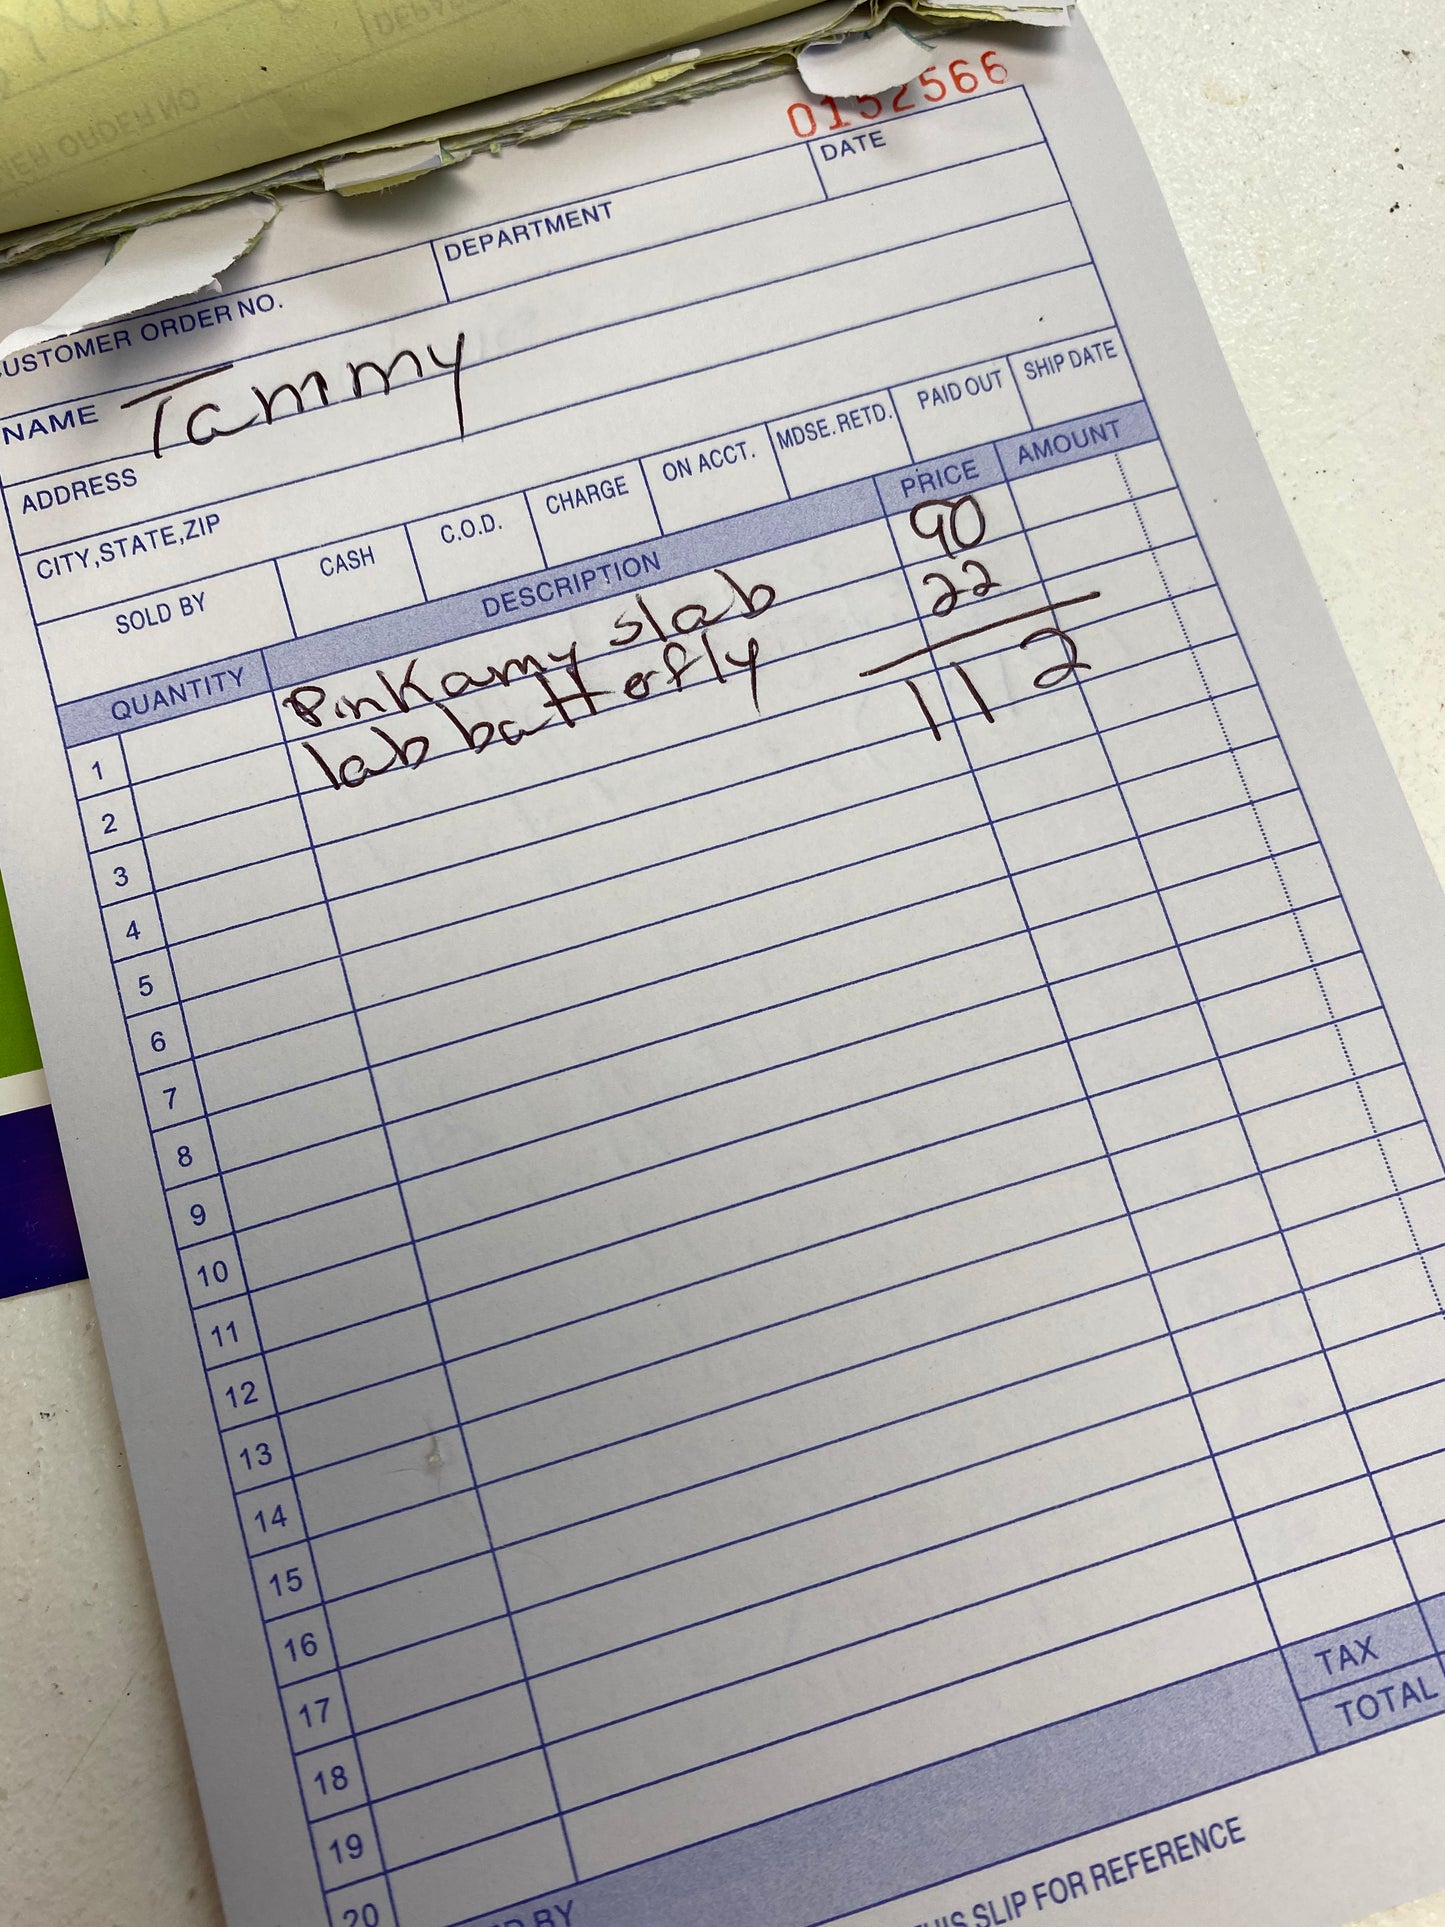 0152566
CUSTOMER ORDER NO.
DEPARTMENT
DATE
NAME Tammy
ADDRESS
CITY,STATE,ZIP
SOLD BY
CASH
C.O.D.
CHARGE
ON ACCT.
MDSE. RETD.
PAID OUT
SHIP DATE
QUANTITY
DESCRIPTION
PRICE
AMOUNT
1 Pinkamy slab 90
2 lab battefly 22
3 112
4
5
6
7
8
9
10
11
12
13
14
15
16
17
18
19
20
TAX
TOTAL
BY
THIS SLIP FOR REFERENCE